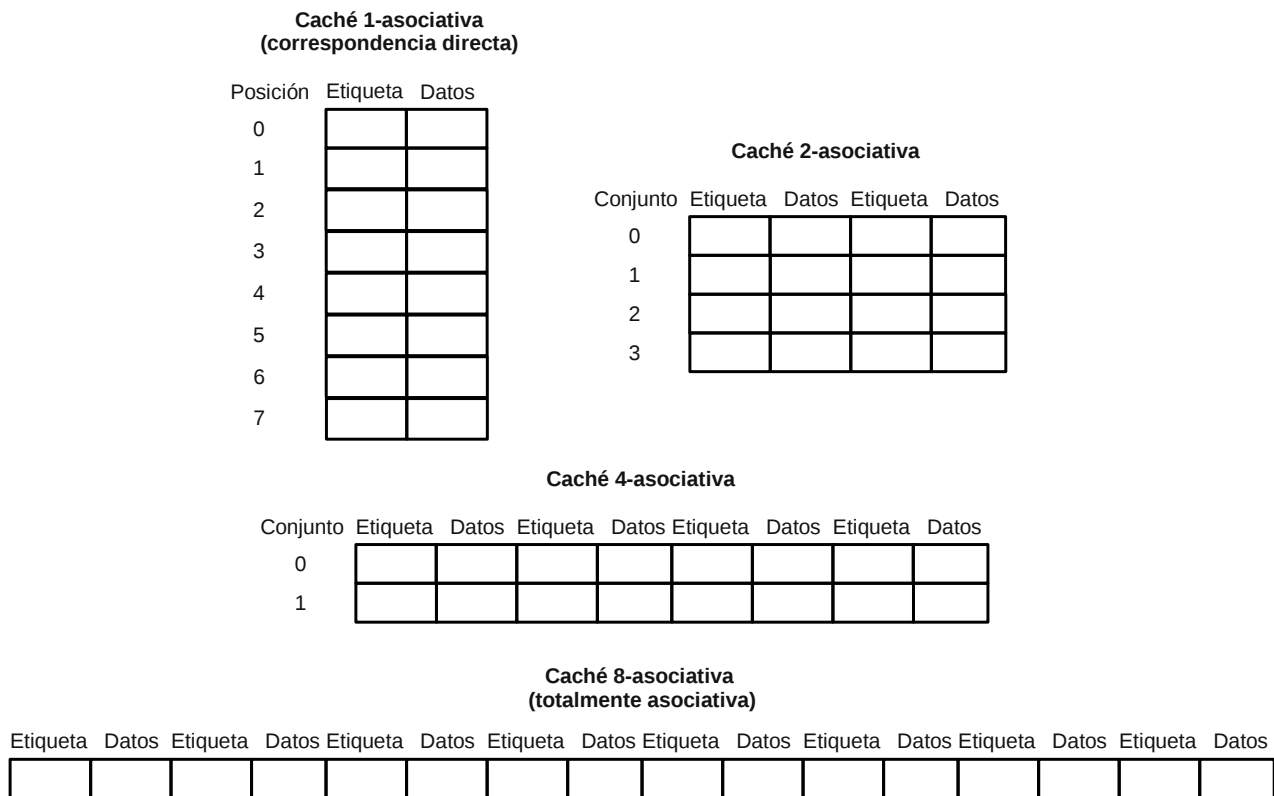 Caché 1-asociativa
(correspondencia directa)
Posición Etiqueta Datos
0
1
2
3
4
5
6
7
Caché 2-asociativa
Conjunto Etiqueta Datos Etiqueta Datos
0
1
2
3
Caché 4-asociativa
Conjunto Etiqueta Datos Etiqueta Datos Etiqueta Datos Etiqueta Datos
0
1
Caché 8-asociativa
(totalmente asociativa)
Etiqueta Datos Etiqueta Datos Etiqueta Datos Etiqueta Datos Etiqueta Datos Etiqueta Datos Etiqueta Datos Etiqueta Datos